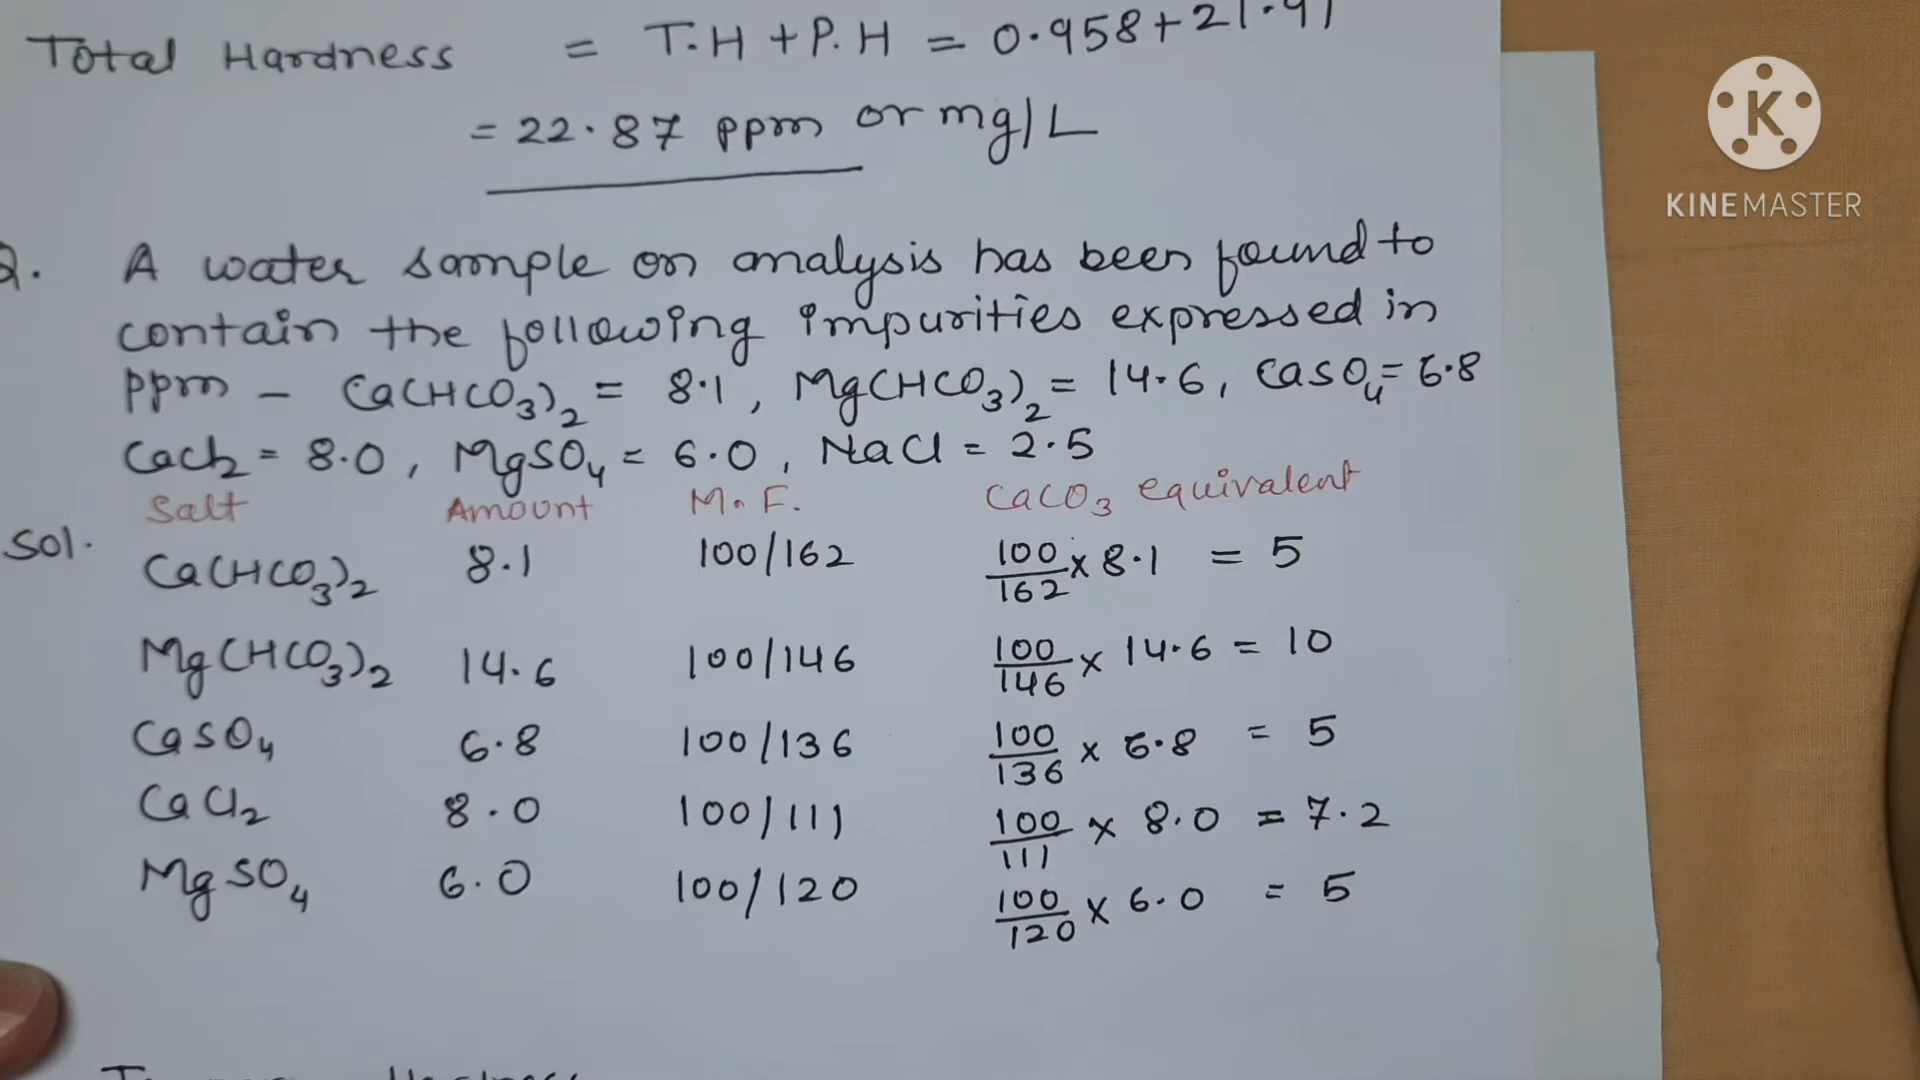 Total Hardness = T.H + P.H = 0.958 + 21.91
= 22.87 ppm or mg/L
KINEMASTER
Q. A water sample on analysis has been found to
contain the following impurities expressed in
ppm - Ca(HCO3)2 = 8.1, Mg(HCO3)2 = 14.6, CaSO4 = 6.8
CaCl2 = 8.0, MgSO4 = 6.0, NaCl = 2.5
Salt Amount M.F. CaCO3 equivalent
Sol. Ca(HCO3)2 8.1 100/162 100/162 x 8.1 = 5
Mg(HCO3)2 14.6 100/146 100/146 x 14.6 = 10
CaSO4 6.8 100/136 100/136 x 6.8 = 5
CaCl2 8.0 100/111 100/111 x 8.0 = 7.2
MgSO4 6.0 100/120 100/120 x 6.0 = 5